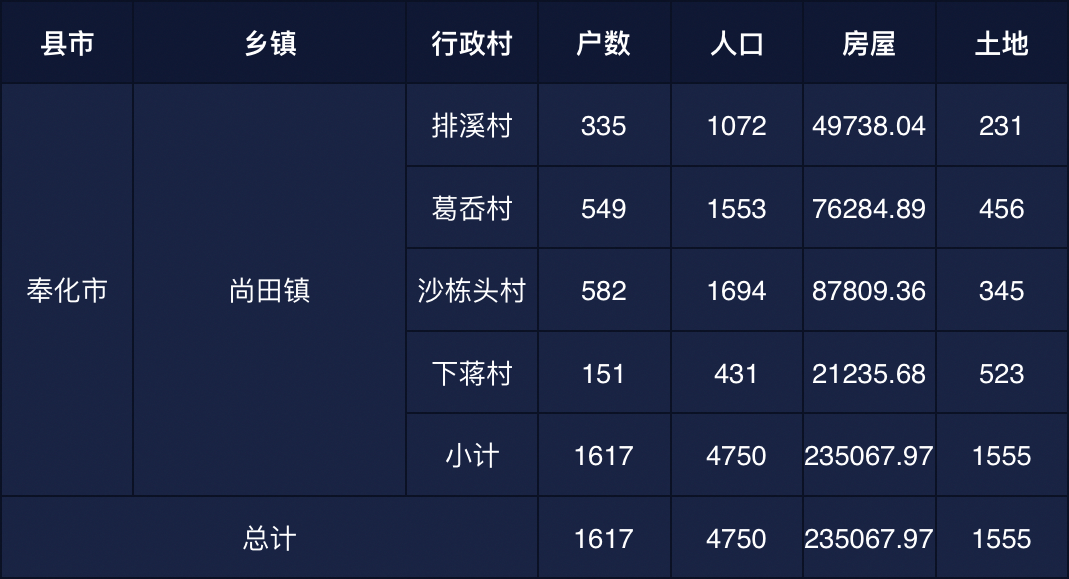 县市 乡镇 行政村 户数 人口 房屋 土地
排溪村 335 1072 49738.04 231
葛岙村 549 1553 76284.89 456
奉化市 尚田镇 沙栋头村 582 1694 87809.36 345
下蒋村 151 431 21235.68 523
小计 1617 4750 235067.97 1555
总计 1617 4750 235067.97 1555